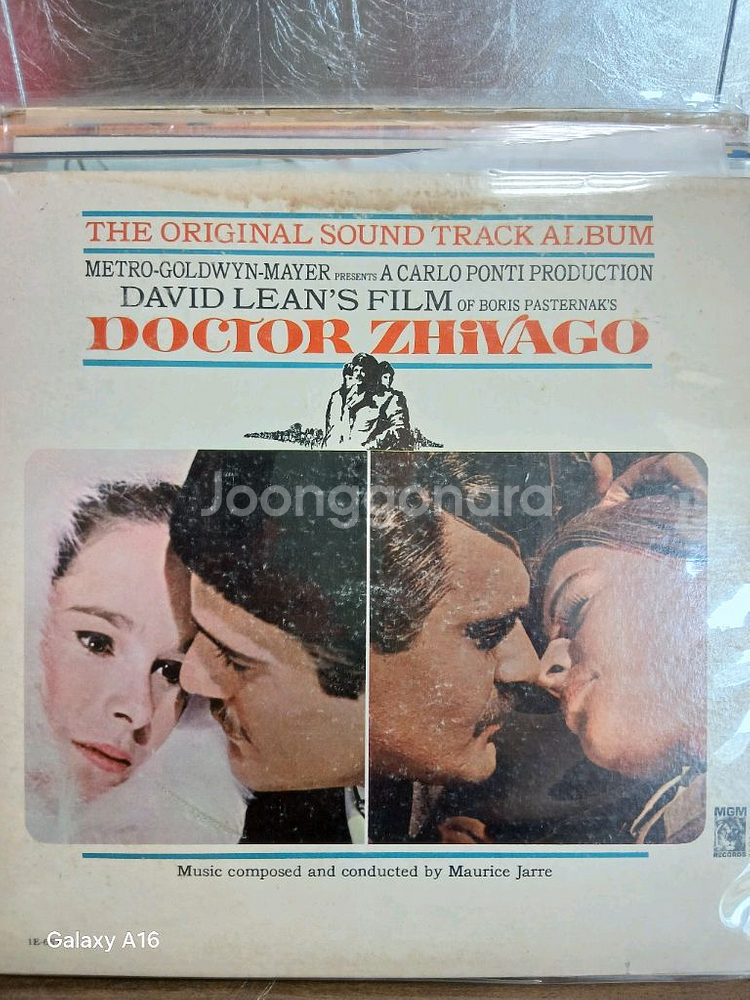 THE ORIGINAL SOUND TRACK ALBUM
METRO-GOLDWYN-MAYER PRESENTS A CARLO PONTI PRODUCTION
DAVID LEAN'S FILM OF BORIS PASTERNAK'S
DOCTOR ZHiVAGO
Joonggonara
MGM
RECORDS
Music composed and conducted by Maurice Jarre
Galaxy A16